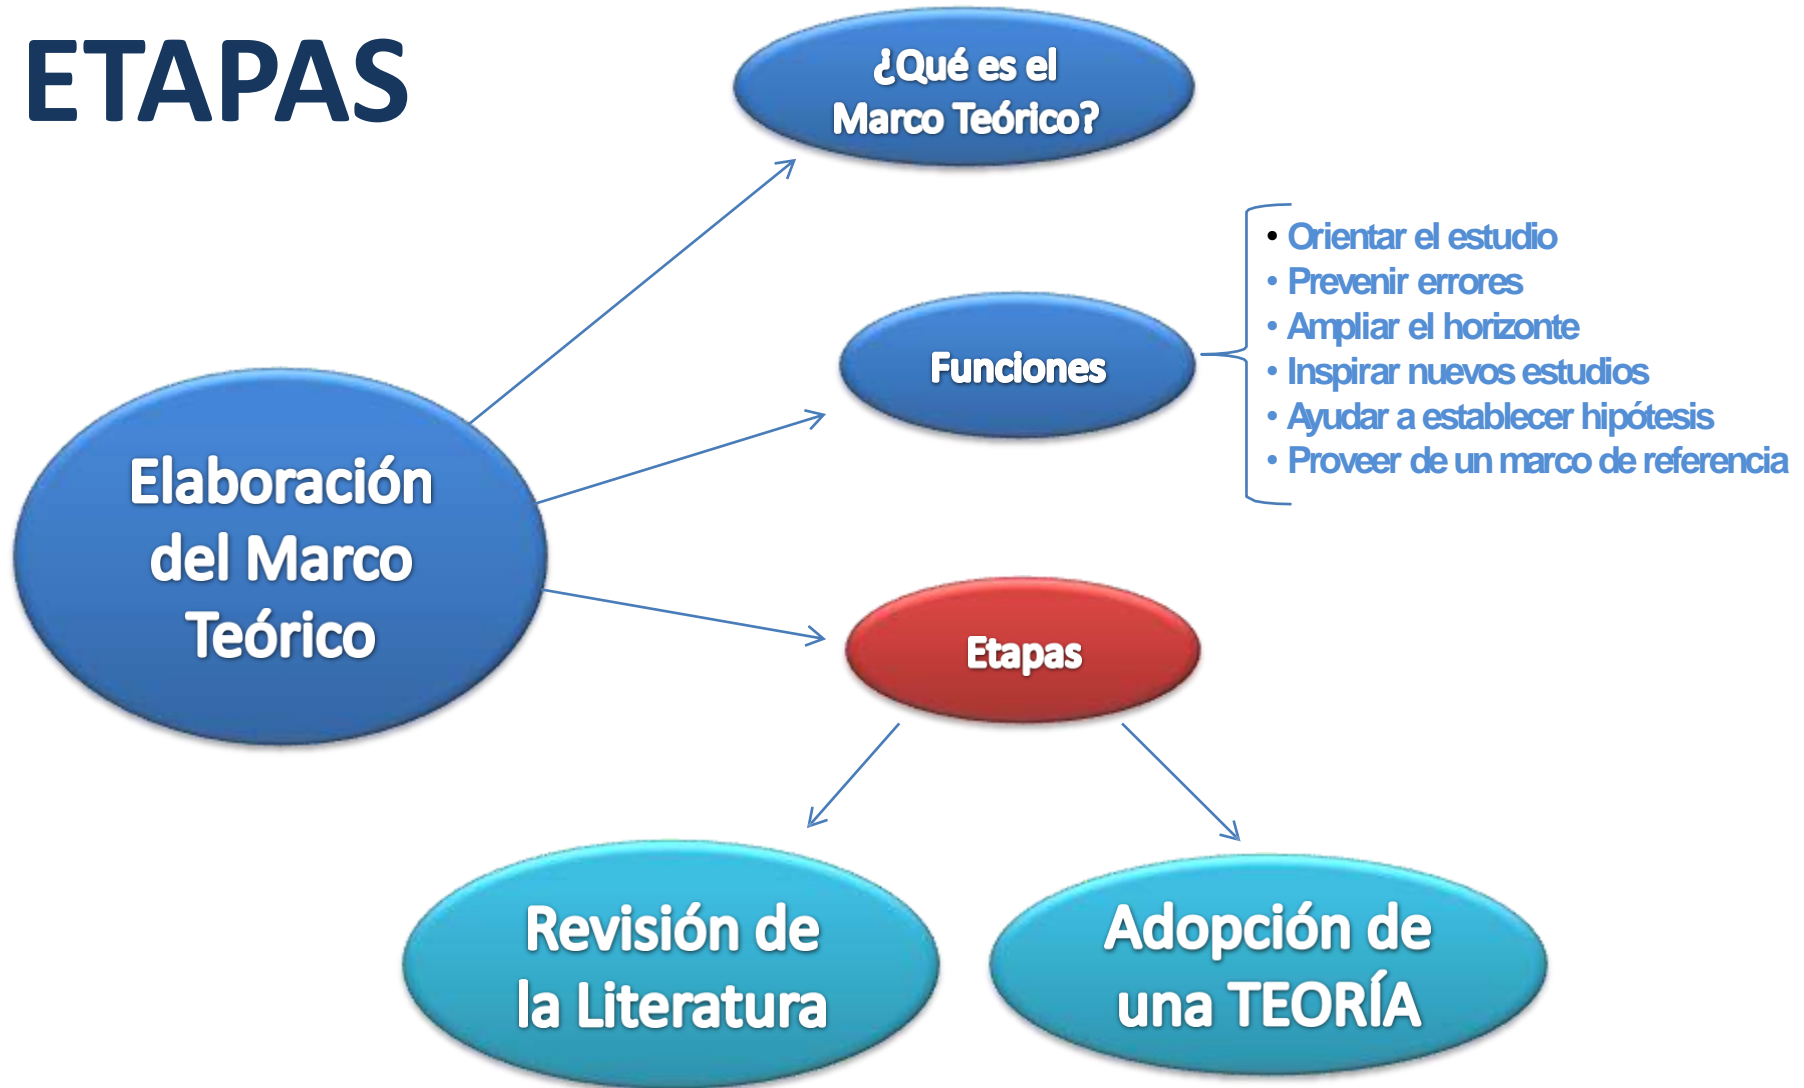 ETAPAS
¿Qué es el
Marco Teórico?
• Orientar el estudio
• Prevenir errores
• Ampliar el horizonte
• Inspirar nuevos estudios
• Ayudar a establecer hipótesis
• Proveer de un marco de referencia
Funciones
Elaboración
del Marco
Teórico
Etapas
Revisión de
la Literatura
Adopción de
una TEORÍA